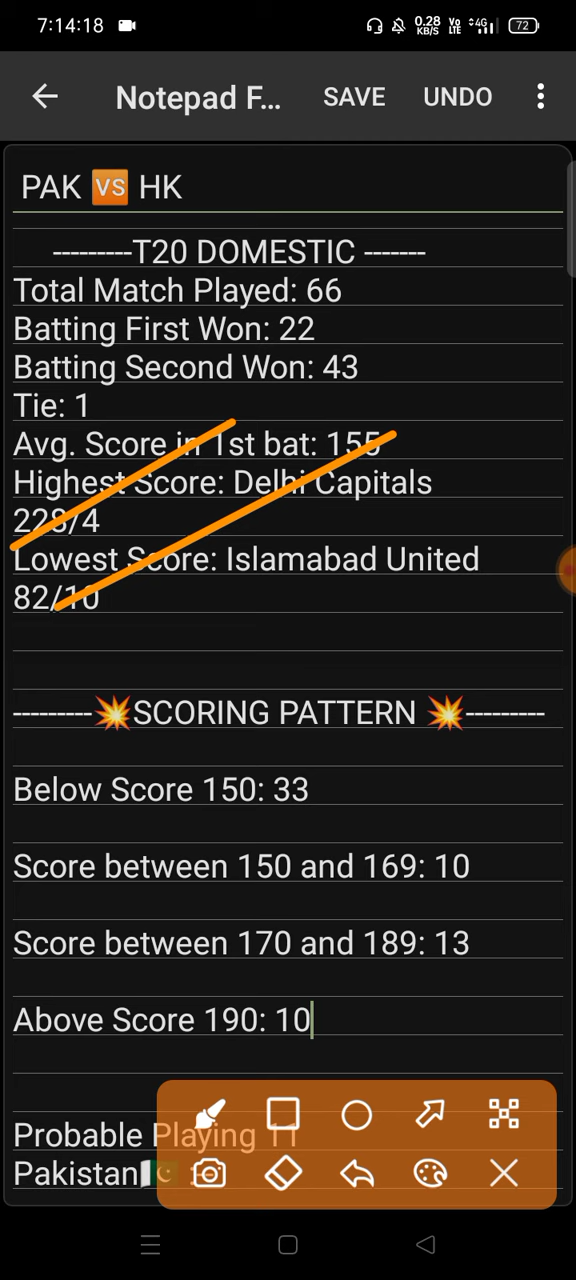 7:14:18 0.28 KB/S Vo LTE 4G 72
Notepad F... SAVE UNDO
PAK 🆚 HK
---------T20 DOMESTIC -------
Total Match Played: 66
Batting First Won: 22
Batting Second Won: 43
Tie: 1
Avg. Score in 1st bat: 155
Highest Score: Delhi Capitals
228/4
Lowest Score: Islamabad United
82/10
---------💥SCORING PATTERN 💥---------
Below Score 150: 33
Score between 150 and 169: 10
Score between 170 and 189: 13
Above Score 190: 10
Probable Playing 11
Pakistan🇵🇰 :